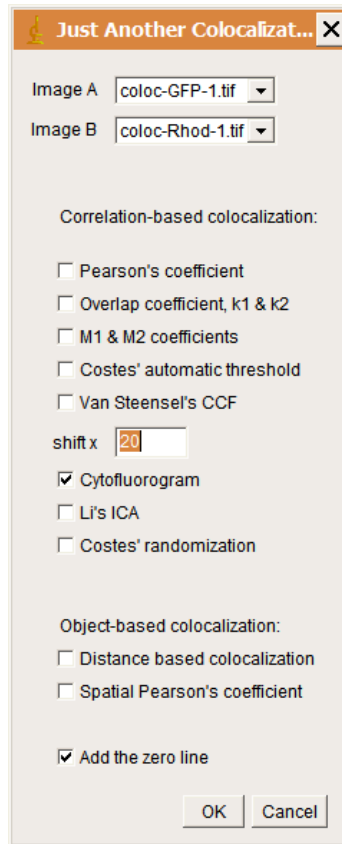 Just Another Colocalizat...
Image A coloc-GFP-1.tif
Image B coloc-Rhod-1.tif
Correlation-based colocalization:
Pearson's coefficient
Overlap coefficient, k1 & k2
M1 & M2 coefficients
Costes' automatic threshold
Van Steensel's CCF
shift x 20
Cytofluorogram
Li's ICA
Costes' randomization
Object-based colocalization:
Distance based colocalization
Spatial Pearson's coefficient
Add the zero line
OK Cancel